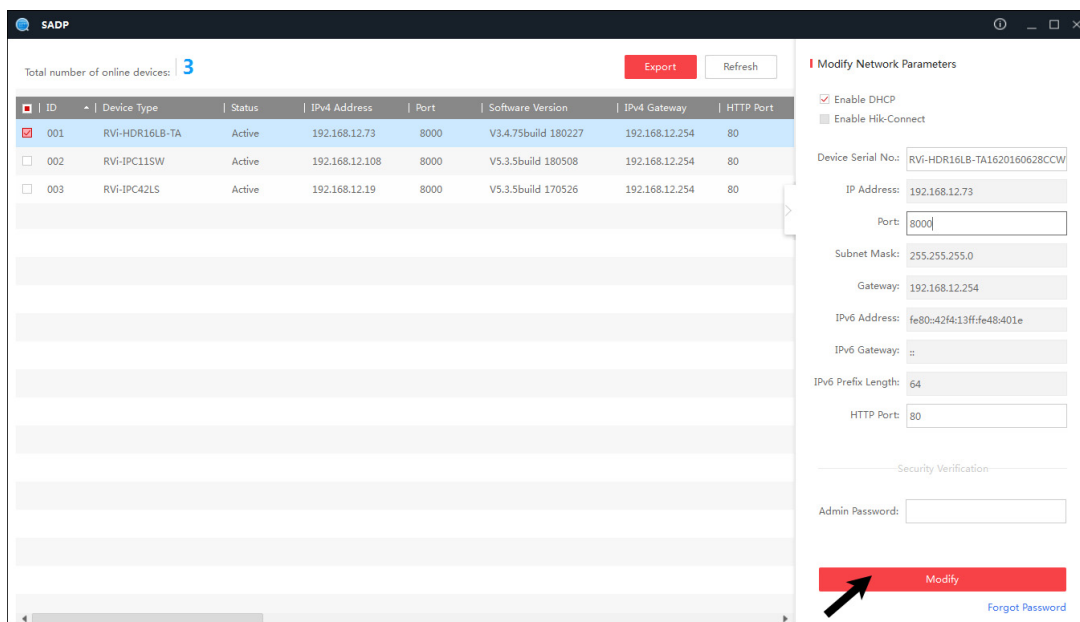 SADP
Total number of online devices: 3
Export
Refresh
ID Device Type Status IPv4 Address Port Software Version IPv4 Gateway HTTP Port
001 RVi-HDR16LB-TA Active 192.168.12.73 8000 V3.4.75build 180227 192.168.12.254 80
002 RVi-IPC11SW Active 192.168.12.108 8000 V5.3.5build 180508 192.168.12.254 80
003 RVi-IPC42LS Active 192.168.12.19 8000 V5.3.5build 170526 192.168.12.254 80
Modify Network Parameters
Enable DHCP
Enable Hik-Connect
Device Serial No.: RVi-HDR16LB-TA1620160628CCW
IP Address: 192.168.12.73
Port: 8000
Subnet Mask: 255.255.255.0
Gateway: 192.168.12.254
IPv6 Address: fe80::42f4:13ff:fe48:401e
IPv6 Gateway: ::
IPv6 Prefix Length: 64
HTTP Port: 80
Security Verification
Admin Password:
Modify
Forgot Password